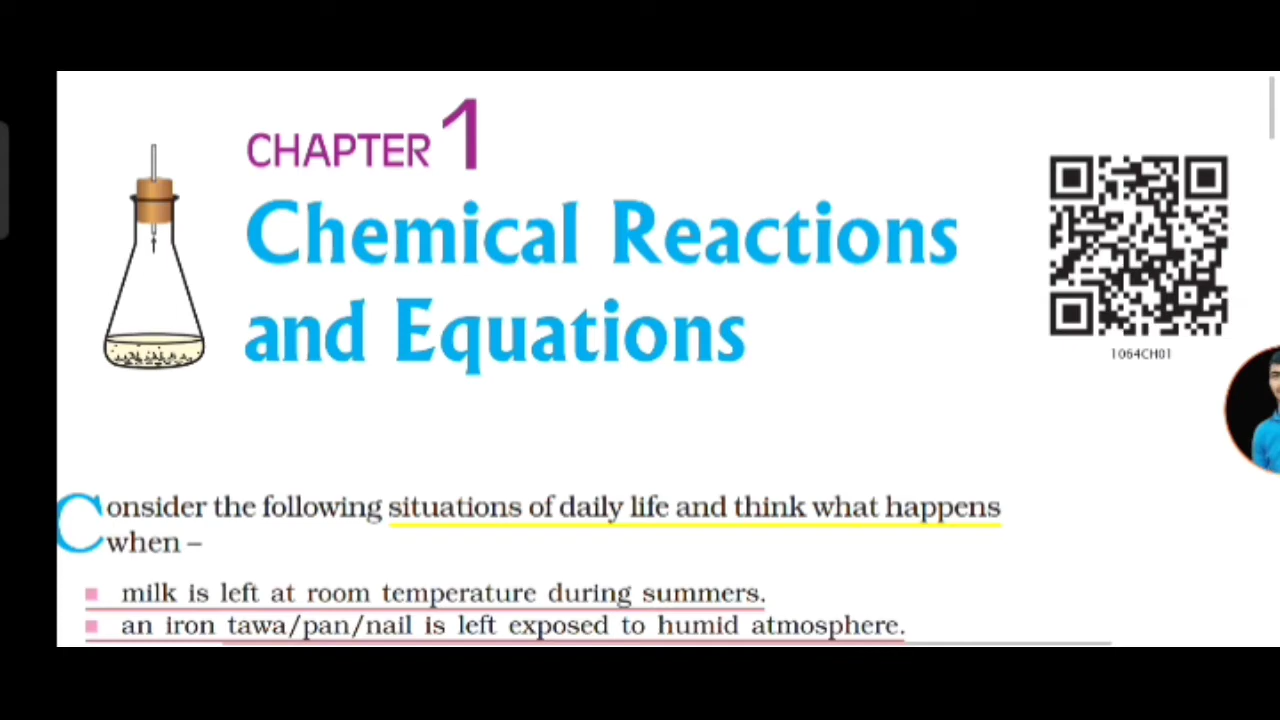 CHAPTER 1
Chemical Reactions
and Equations
1064CH01
Consider the following situations of daily life and think what happens
when –
milk is left at room temperature during summers.
an iron tawa/pan/nail is left exposed to humid atmosphere.